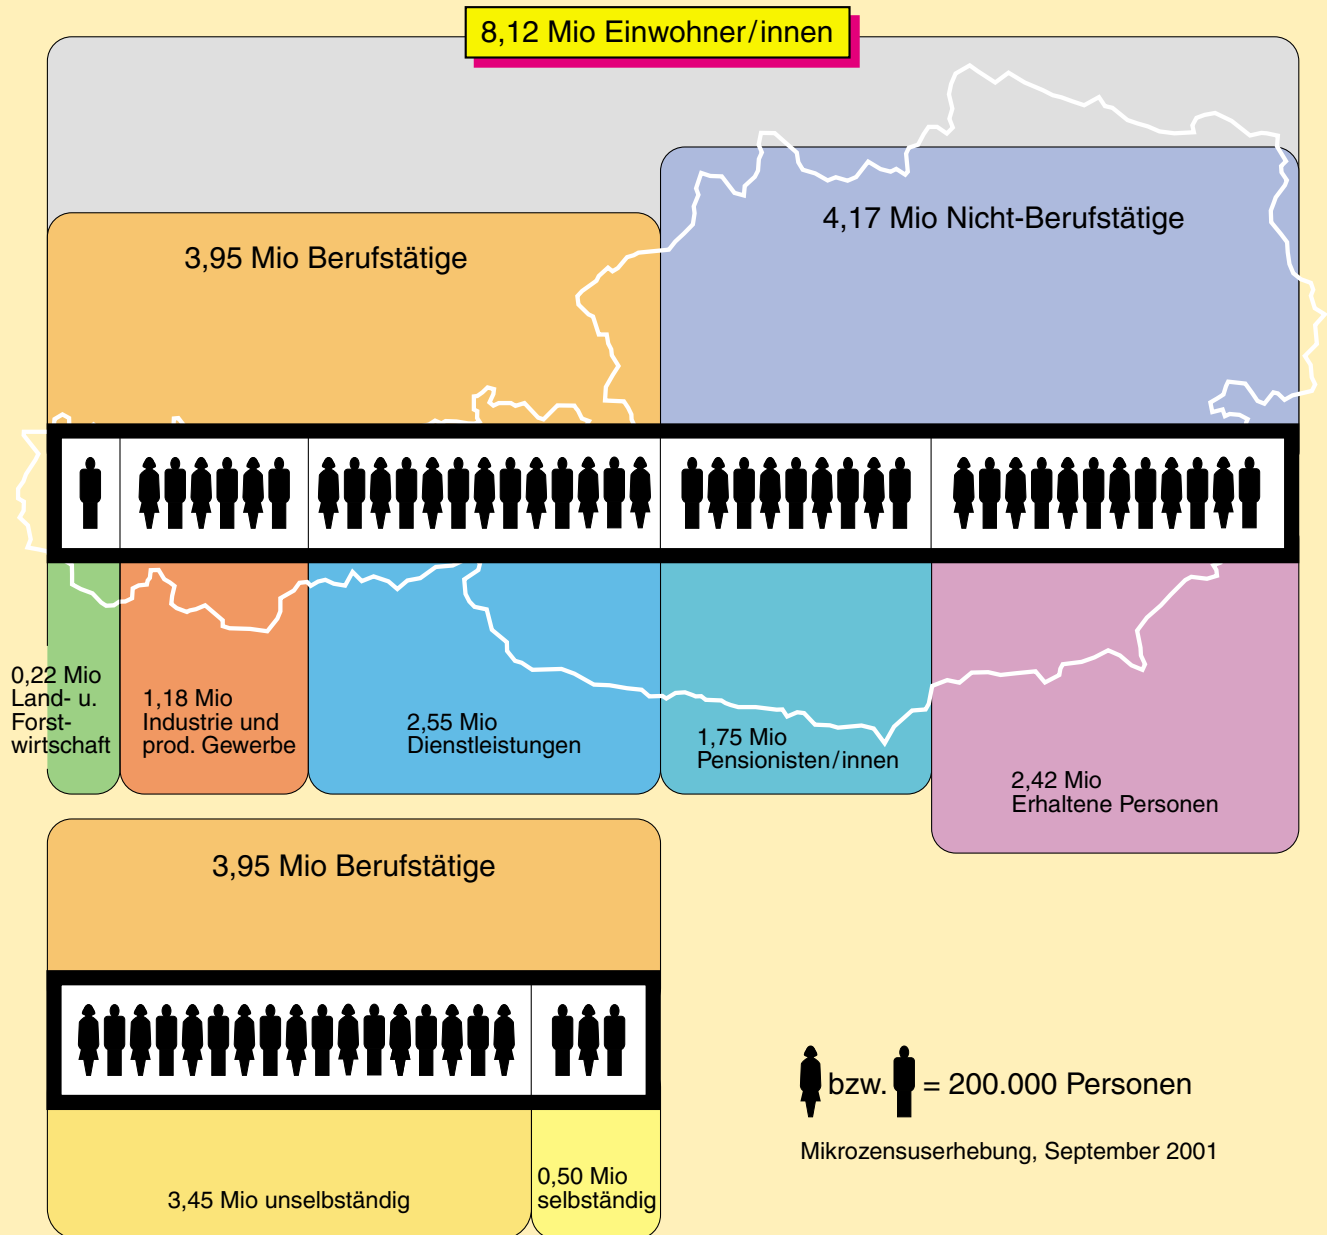 8,12 Mio Einwohner/innen
4,17 Mio Nicht-Berufstätige
3,95 Mio Berufstätige
0,22 Mio
Land- u.
Forst-
wirtschaft
1,18 Mio
Industrie und
prod. Gewerbe
2,55 Mio
Dienstleistungen
1,75 Mio
Pensionisten/innen
2,42 Mio
Erhaltene Personen
3,95 Mio Berufstätige
3,45 Mio unselbständig
0,50 Mio
selbständig
bzw. = 200.000 Personen
Mikrozensuserhebung, September 2001